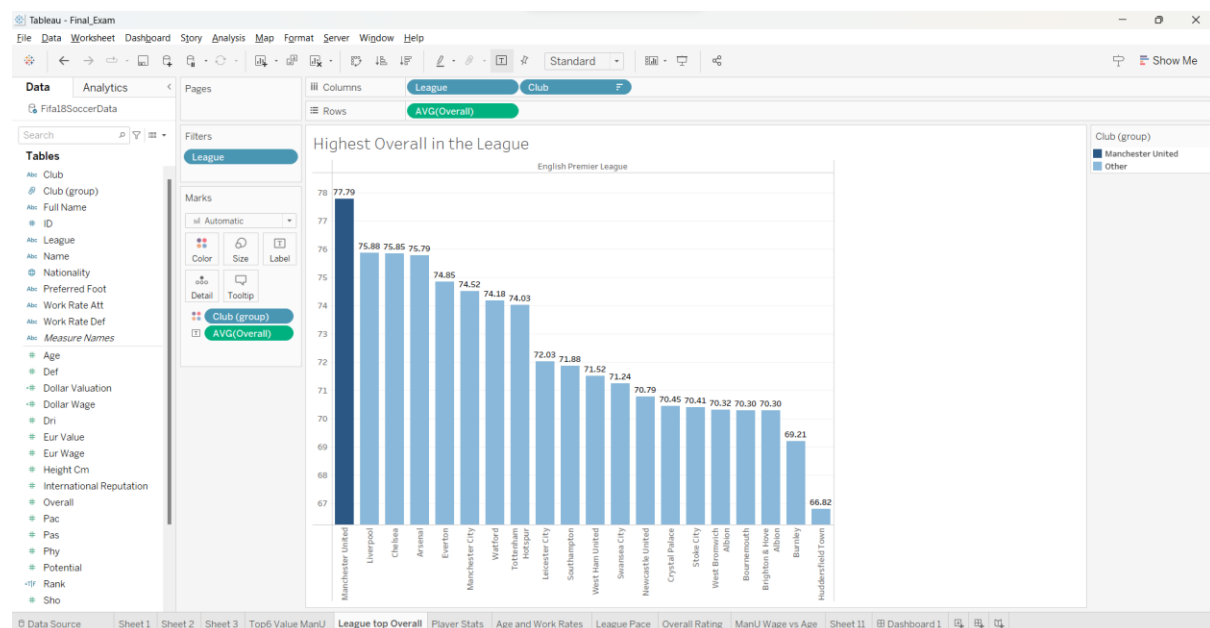 Tableau - Final_Exam
File Data Worksheet Dashboard Story Analysis Map Format Server Window Help
Standard
Show Me
Data Analytics
Fifa18SoccerData
Search
Tables
Abc Club
Club (group)
Abc Full Name
ID
Abc League
Abc Name
Nationality
Abc Preferred Foot
Abc Work Rate Att
Abc Work Rate Def
Abc Measure Names
# Age
# Def
=# Dollar Valuation
=# Dollar Wage
# Dri
# Eur Value
# Eur Wage
# Height Cm
# International Reputation
# Overall
# Pac
# Pas
# Phy
# Potential
Rank
# Sho
Pages
Filters
League
Marks
Automatic
Color Size Label
Detail Tooltip
Club (group)
AVG(Overall)
Columns League Club
Rows AVG(Overall)
Highest Overall in the League
English Premier League
78
77
76
75
74
73
72
71
70
69
68
67
77.79
75.88
75.85
75.79
74.85
74.52
74.18
74.03
72.03
71.88
71.52
71.24
70.79
70.45
70.41
70.32
70.30
70.30
69.21
66.82
Manchester United
Liverpool
Chelsea
Arsenal
Everton
Manchester City
Watford
Tottenham
Hotspur
Leicester City
Southampton
West Ham United
Swansea City
Newcastle United
Crystal Palace
Stoke City
West Bromwich
Albion
Bournemouth
Brighton & Hove
Albion
Burnley
Huddersfield Town
Club (group)
Manchester United
Other
Data Source Sheet 1 Sheet 2 Sheet 3 Top6 Value ManU League top Overall Player Stats Age and Work Rates League Pace Overall Rating ManU Wage vs Age Sheet 11 Dashboard 1